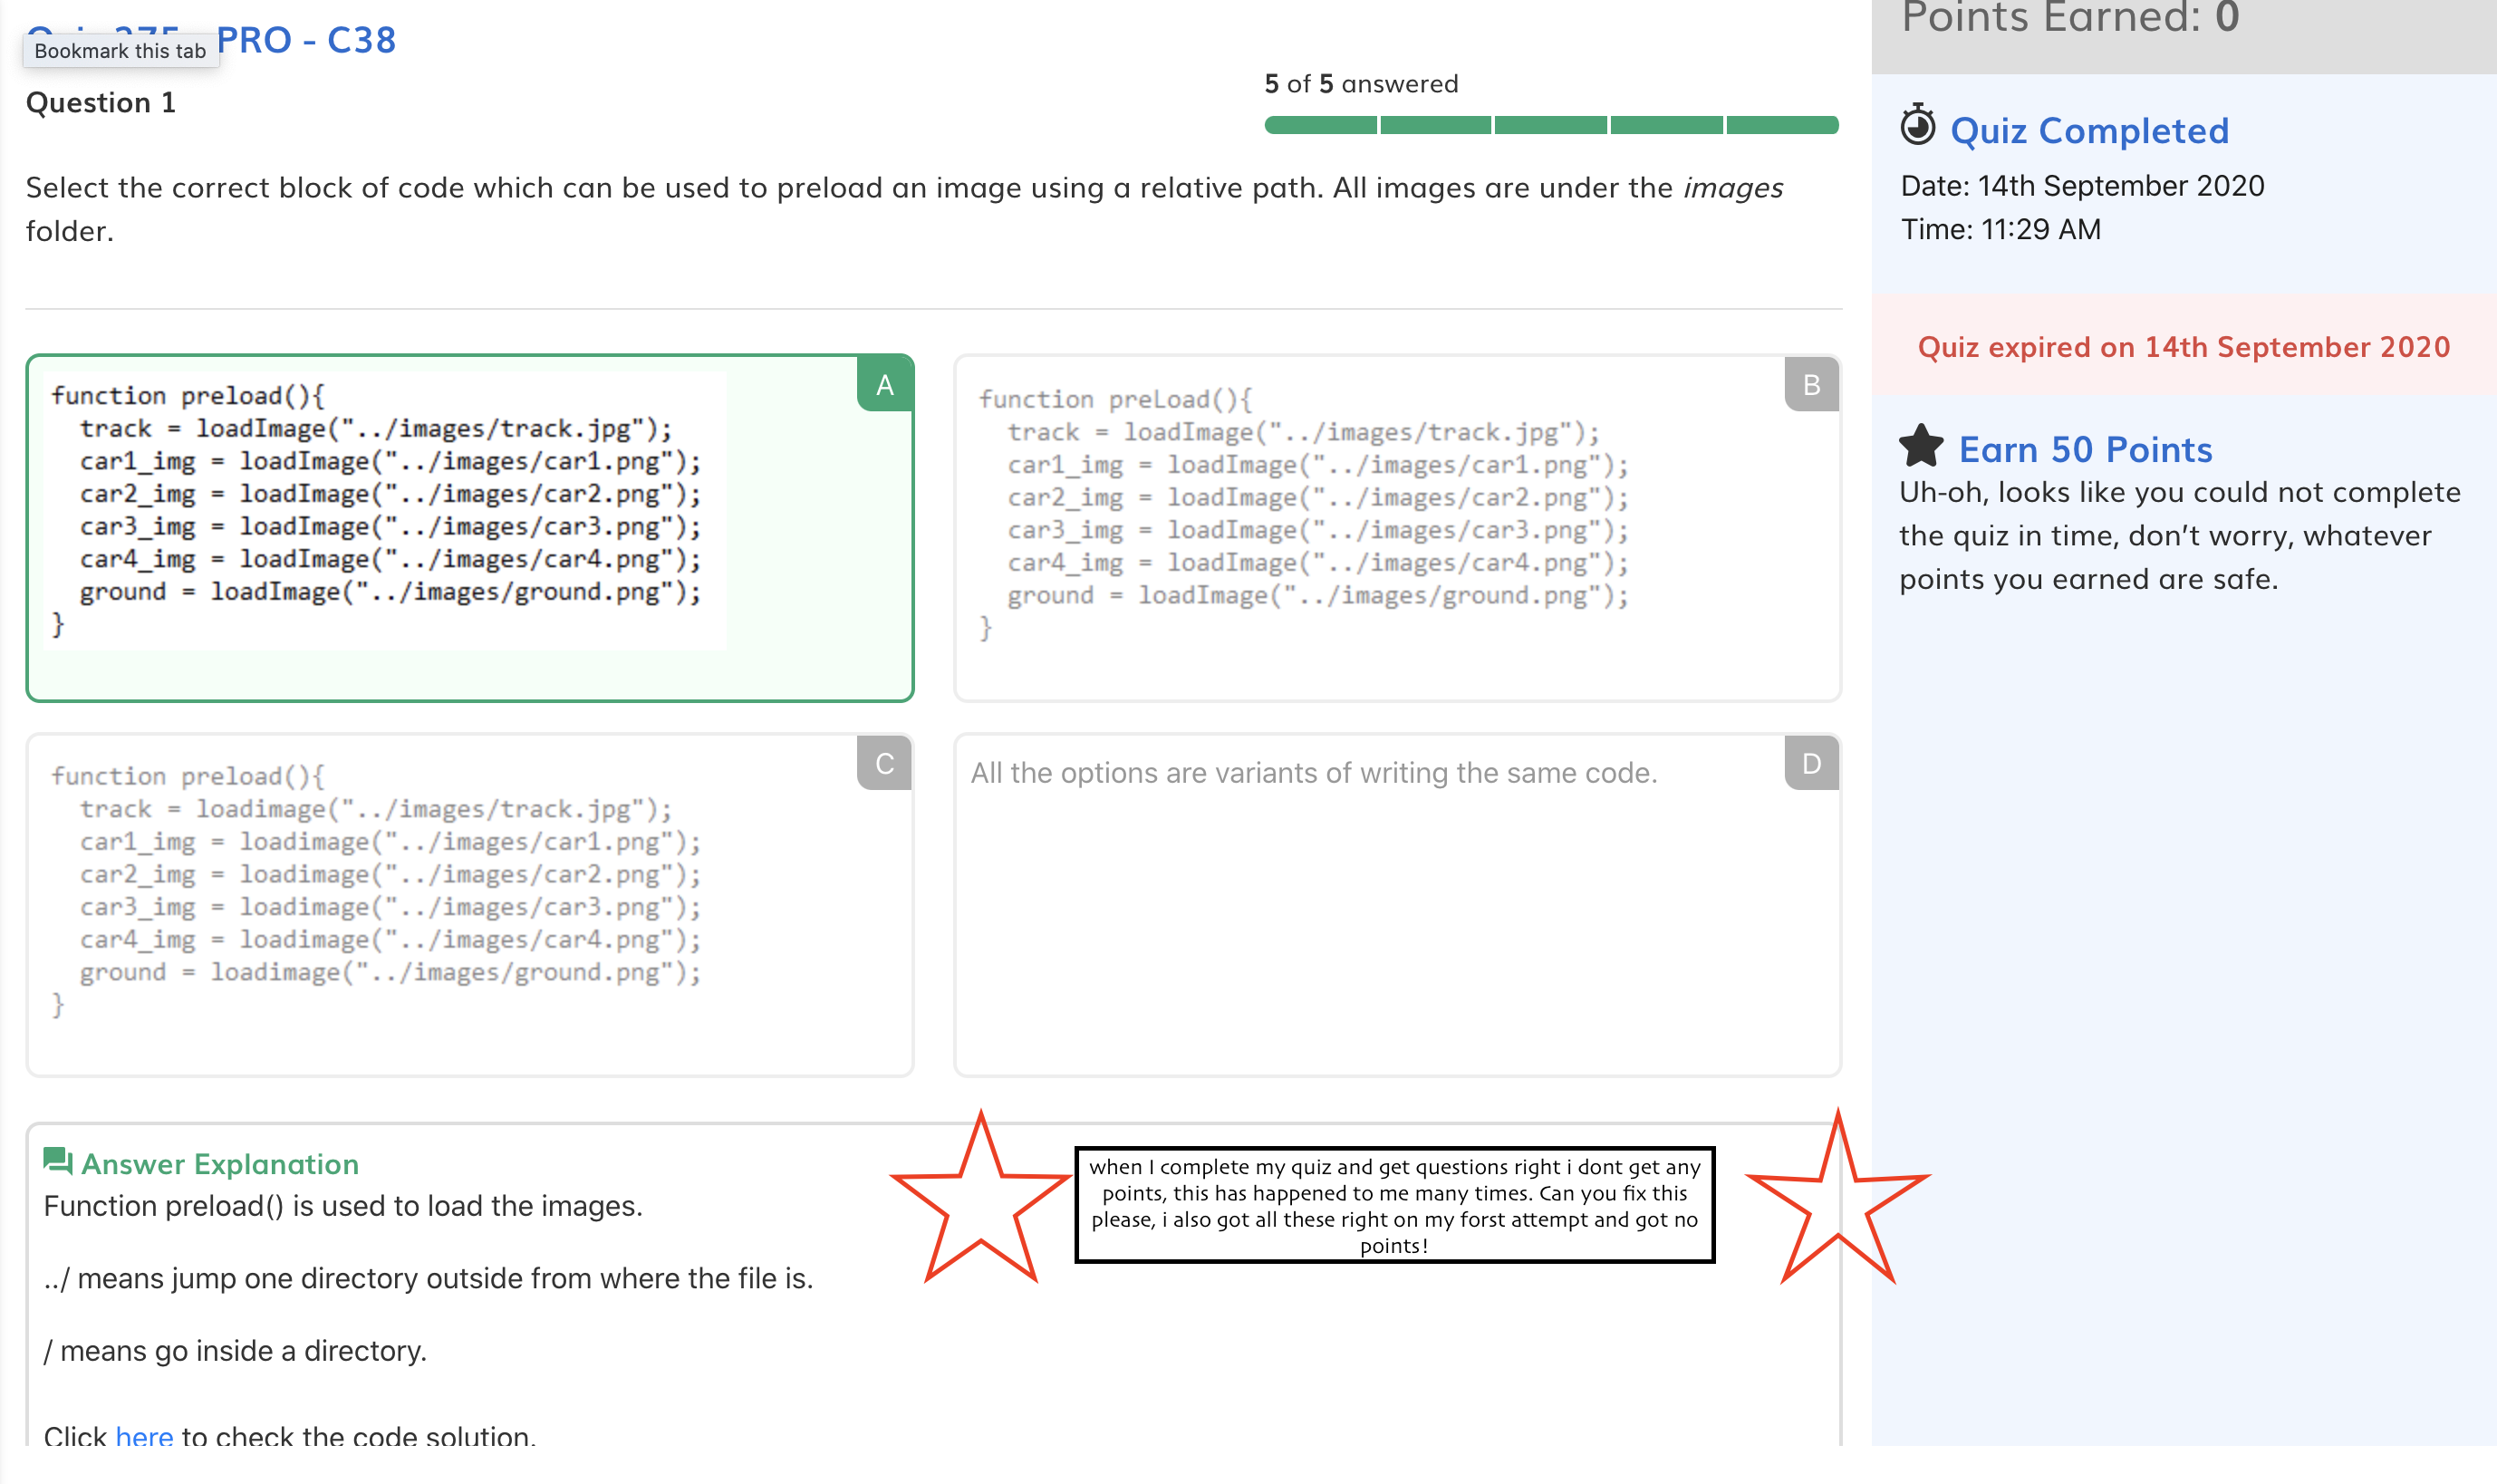 PRO - C38
Bookmark this tab
Question 1
5 of 5 answered
Select the correct block of code which can be used to preload an image using a relative path. All images are under the images
folder.
A
function preload(){
track = loadImage("../images/track.jpg");
car1_img = loadImage("../images/car1.png");
car2_img = loadImage("../images/car2.png");
car3_img = loadImage("../images/car3.png");
car4_img = loadImage("../images/car4.png");
ground = loadImage("../images/ground.png");
}
B
function preLoad(){
track = loadImage("../images/track.jpg");
car1_img = loadImage("../images/car1.png");
car2_img = loadImage("../images/car2.png");
car3_img = loadImage("../images/car3.png");
car4_img = loadImage("../images/car4.png");
ground = loadImage("../images/ground.png");
}
C
function preload(){
track = loadimage("../images/track.jpg");
car1_img = loadimage("../images/car1.png");
car2_img = loadimage("../images/car2.png");
car3_img = loadimage("../images/car3.png");
car4_img = loadimage("../images/car4.png");
ground = loadimage("../images/ground.png");
}
D
All the options are variants of writing the same code.
Answer Explanation
Function preload() is used to load the images.
../ means jump one directory outside from where the file is.
/ means go inside a directory.
Click here to check the code solution.
when I complete my quiz and get questions right i dont get any
points, this has happened to me many times. Can you fix this
please, i also got all these right on my forst attempt and got no
points!
Points Earned: 0
Quiz Completed
Date: 14th September 2020
Time: 11:29 AM
Quiz expired on 14th September 2020
Earn 50 Points
Uh-oh, looks like you could not complete
the quiz in time, don’t worry, whatever
points you earned are safe.